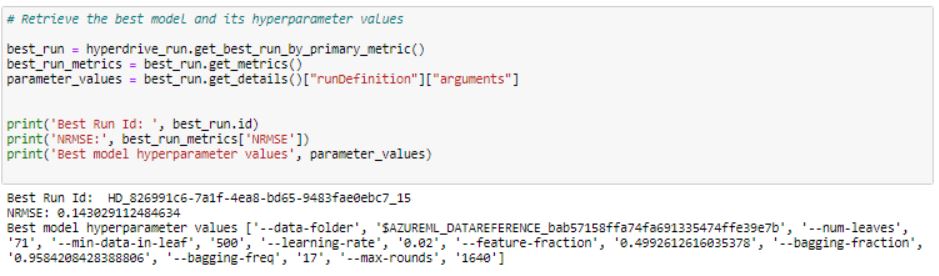 # Retrieve the best model and its hyperparameter values
best_run = hyperdrive_run.get_best_run_by_primary_metric()
best_run_metrics = best_run.get_metrics()
parameter_values = best_run.get_details()["runDefinition"]["arguments"]
print('Best Run Id: ', best_run.id)
print('NRMSE:', best_run_metrics['NRMSE'])
print('Best model hyperparameter values', parameter_values)
Best Run Id:  HD_826991c6-7a1f-4ea8-bd65-9483fae0ebc7_15
NRMSE: 0.143029112484634
Best model hyperparameter values ['--data-folder', '$AZUREML_DATAREFERENCE_bab57158ffa74fa691335474ffe39e7b', '--num-leaves',
'71', '--min-data-in-leaf', '500', '--learning-rate', '0.02', '--feature-fraction', '0.4992612616035378', '--bagging-fraction',
'0.9584208428388806', '--bagging-freq', '17', '--max-rounds', '1640']